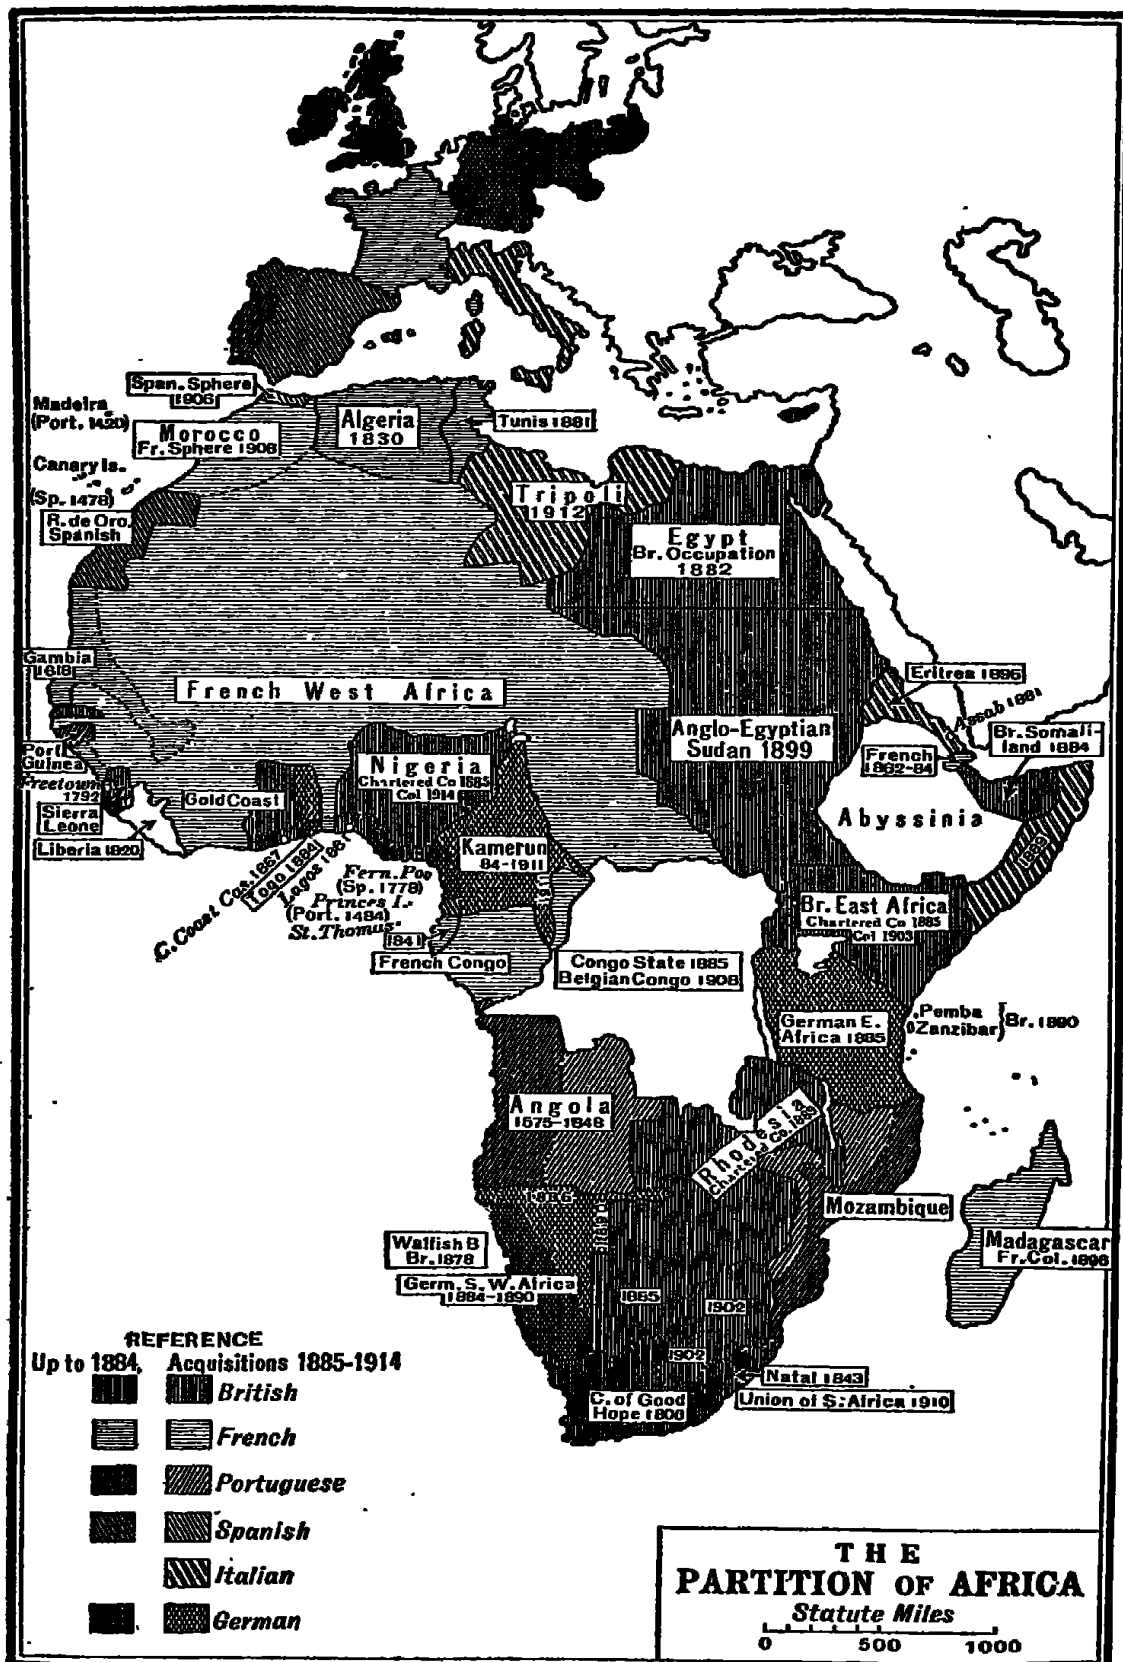 Span. Sphere
1906
Madeira
(Port. 1420)
Morocco
Fr. Sphere 1906
Algeria
1830
Tunis 1881
Canary Is.
(Sp. 1478)
R. de Oro,
Spanish
Tripoli
1912
Egypt
Br. Occupation
1882
Gambia
1618
French West Africa
Eritrea 1896
Assab 1881
Br. Somali-
land 1884
French
1862-84
Anglo-Egyptian
Sudan 1899
Port.
Guinea
Freetown
1792
Sierra
Leone
Liberia 1820
Gold Coast
Nigeria
Chartered Co 1885
Col 1914
Abyssinia
1889
Kamerun
84-1911
1911
G. Coast Cos. 1867
Togo 1884
Lagos 1861
Fern. Poo
(Sp. 1778)
Princes I.
(Port. 1484)
St. Thomas
1841
French Congo
Br. East Africa
Chartered Co 1885
Col 1903
Congo State 1885
Belgian Congo 1908
German E.
Africa 1885
Pemba
Zanzibar
Br. 1890
Angola
1575-1848
Rhodesia
Chartered Co. 1889
1886
Mozambique
Walfish B
Br. 1878
Germ. S. W. Africa
1884-1890
1885
1902
1902
Madagascar
Fr. Col. 1896
C. of Good
Hope 1806
Natal 1843
Union of S. Africa 1910
REFERENCE
Up to 1884. Acquisitions 1885-1914
British
French
Portuguese
Spanish
Italian
German
THE
PARTITION OF AFRICA
Statute Miles
0 500 1000